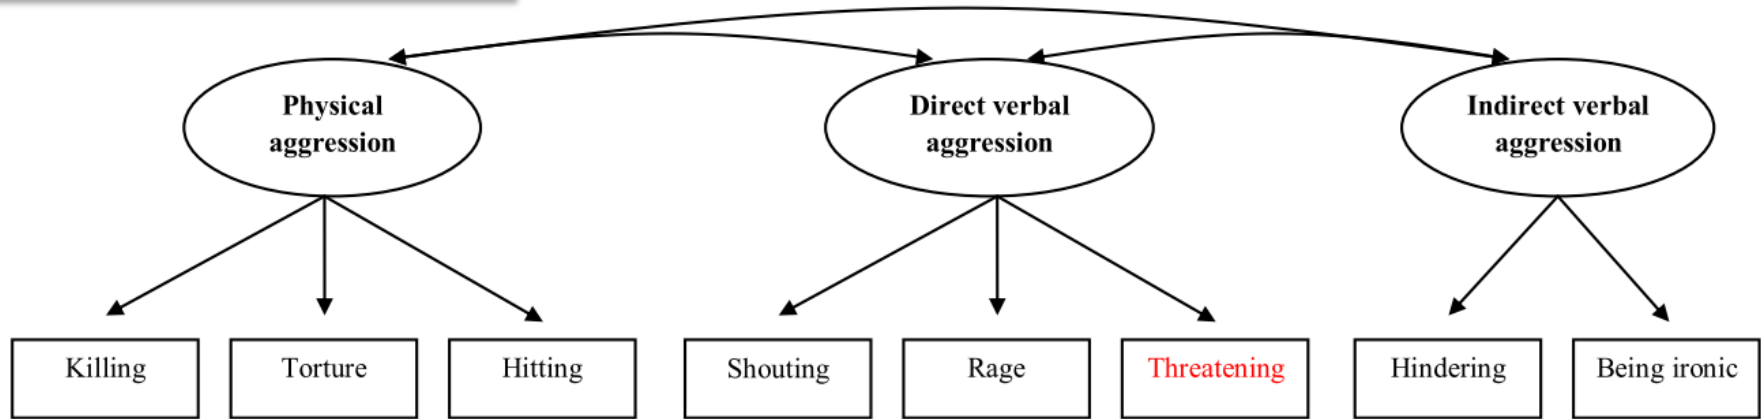 Physical
aggression
Direct verbal
aggression
Indirect verbal
aggression
Killing
Torture
Hitting
Shouting
Rage
Threatening
Hindering
Being ironic